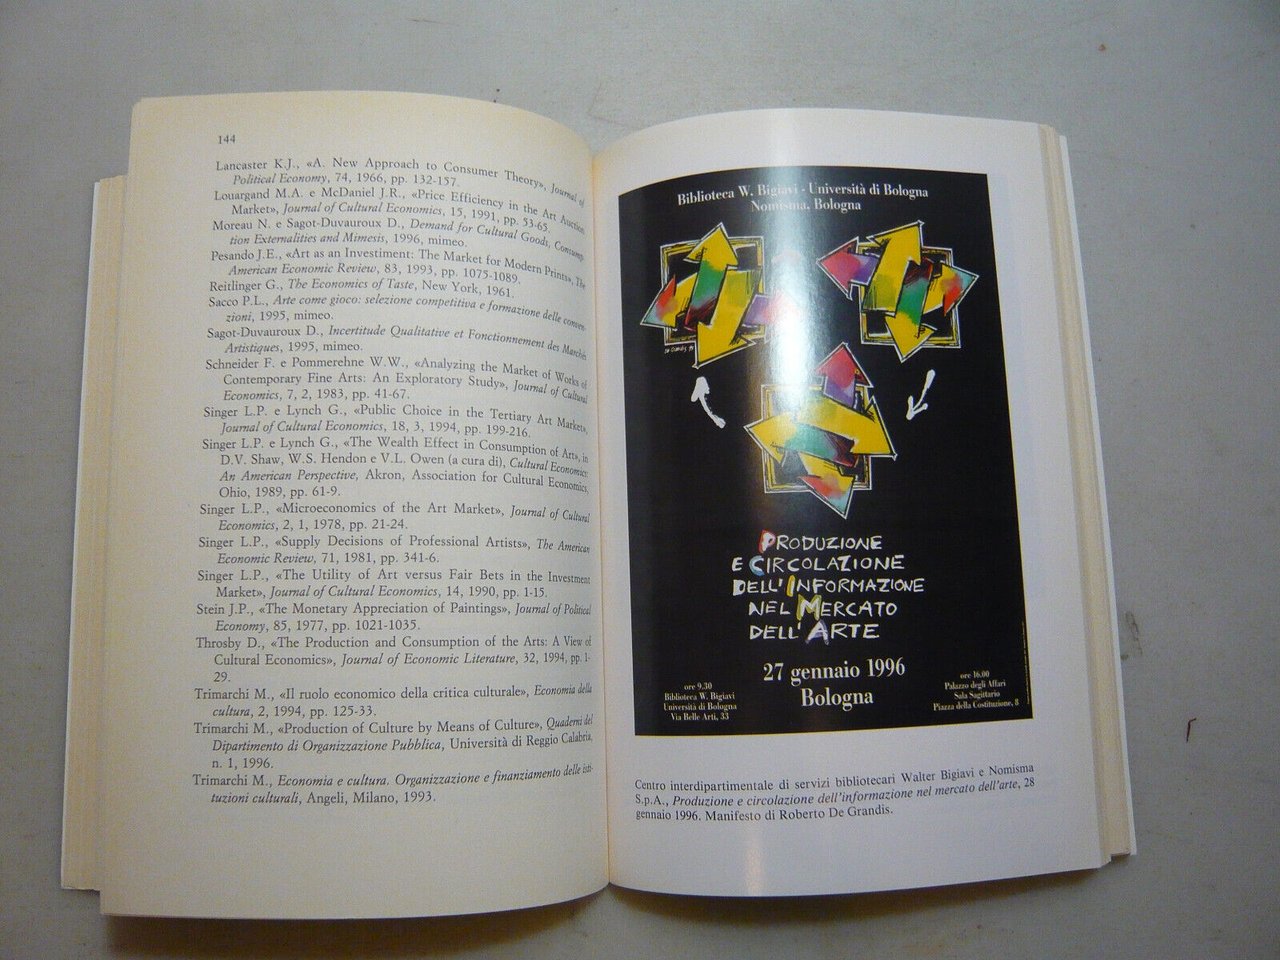 144
Lancaster K.J., «A. New Approach to Consumer Theory», Journal of
Political Economy, 74, 1966, pp. 132-157.
Louargand M.A. e McDaniel J.R., «Price Efficiency in the Art Auction
Market», Journal of Cultural Economics, 15, 1991, pp. 53-65.
Moreau N. e Sagot-Duvauroux D., Demand for Cultural Goods, Consump-
tion Externalities and Mimesis, 1996, mimeo.
Pesando J.E., «Art as an Investiment: The Market for Modern Prints», The
American Economic Review, 83, 1993, pp. 1075-1089.
Reitlinger G., The Economics of Taste, New York, 1961.
Sacco P.L., Arte come gioco: selezione competitiva e formazione delle conven-
zioni, 1995, mimeo.
Sagot-Duvauroux D., Incertitude Qualitative et Fonctionnement des Marchés
Artistiques, 1995, mimeo.
Schneider F. e Pommerehne W.W., «Analyzing the Market of Works of
Contemporary Fine Arts: An Exploratory Study», Journal of Cultural
Economics, 7, 2, 1983, pp. 41-67.
Singer L.P. e Lynch G., «Public Choice in the Tertiary Art Market»,
Journal of Cultural Economics, 18, 3, 1994, pp. 199-216.
Singer L.P. e Lynch G., «The Wealth Effect in Consumption of Art», in
D.V. Shaw, W.S. Hendon e V.L. Owen (a cura di), Cultural Economics:
An American Perspective, Akron, Association for Cultural Economics,
Ohio, 1989, pp. 61-9.
Singer L.P., «Microeconomics of the Art Market», Journal of Cultural
Economics, 2, 1, 1978, pp. 21-24.
Singer L.P., «Supply Decisions of Professional Artists», The American
Economic Review, 71, 1981, pp. 341-6.
Singer L.P., «The Utility of Art versus Fair Bets in the Investment
Market», Journal of Cultural Economics, 14, 1990, pp. 1-15.
Stein J.P., «The Monetary Appreciation of Paintings», Journal of Political
Economy, 85, 1977, pp. 1021-1035.
Throsby D., «The Production and Consumption of the Arts: A View of
Cultural Economics», Journal of Economic Literature, 32, 1994, pp. 1-
29.
Trimarchi M., «Il ruolo economico della critica culturale», Economia della
cultura, 2, 1994, pp. 125-33.
Trimarchi M., «Production of Culture by Means of Culture», Quaderni del
Dipartimento di Organizzazione Pubblica, Università di Reggio Calabria,
n. 1, 1996.
Trimarchi M., Economia e cultura. Organizzazione e finanziamento delle isti-
tuzioni culturali, Angeli, Milano, 1993.
Biblioteca W. Bigiavi - Università di Bologna
Nomisma, Bologna
PRODUZIONE
E CIRCOLAZIONE
DELL'INFORMAZIONE
NEL MERCATO
DELL'ARTE
27 gennaio 1996
Bologna
ore 9.30
Biblioteca W. Bigiavi
Università di Bologna
Via Belle Arti, 33
ore 16.00
Palazzo degli Affari
Sala Sagittario
Piazza della Costituzione, 8
Centro interdipartimentale di servizi bibliotecari Walter Bigiavi e Nomisma
S.p.A., Produzione e circolazione dell'informazione nel mercato dell'arte, 28
gennaio 1996. Manifesto di Roberto De Grandis.